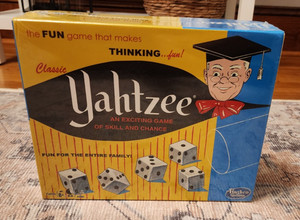 the FUN game that makes
THINKING...fun!
Classic
Yahtzee
AN EXCITING GAME
OF SKILL AND CHANCE
FUN FOR THE ENTIRE FAMILY!
Hasbro
Gaming